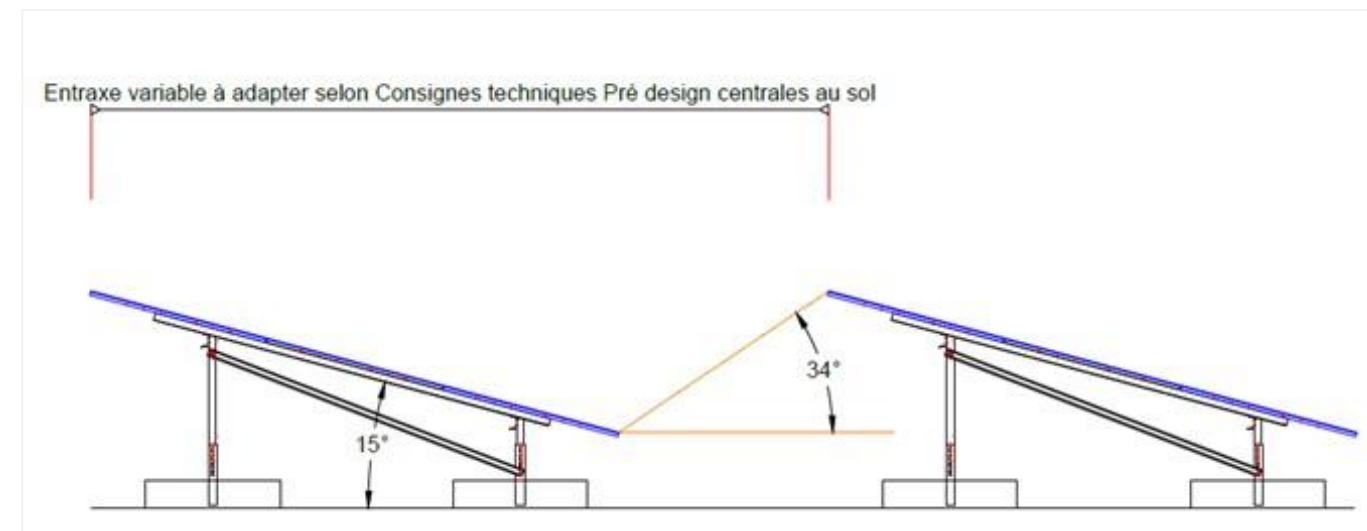 Entraxe variable à adapter selon Consignes techniques Pré design centrales au sol
34°
15°